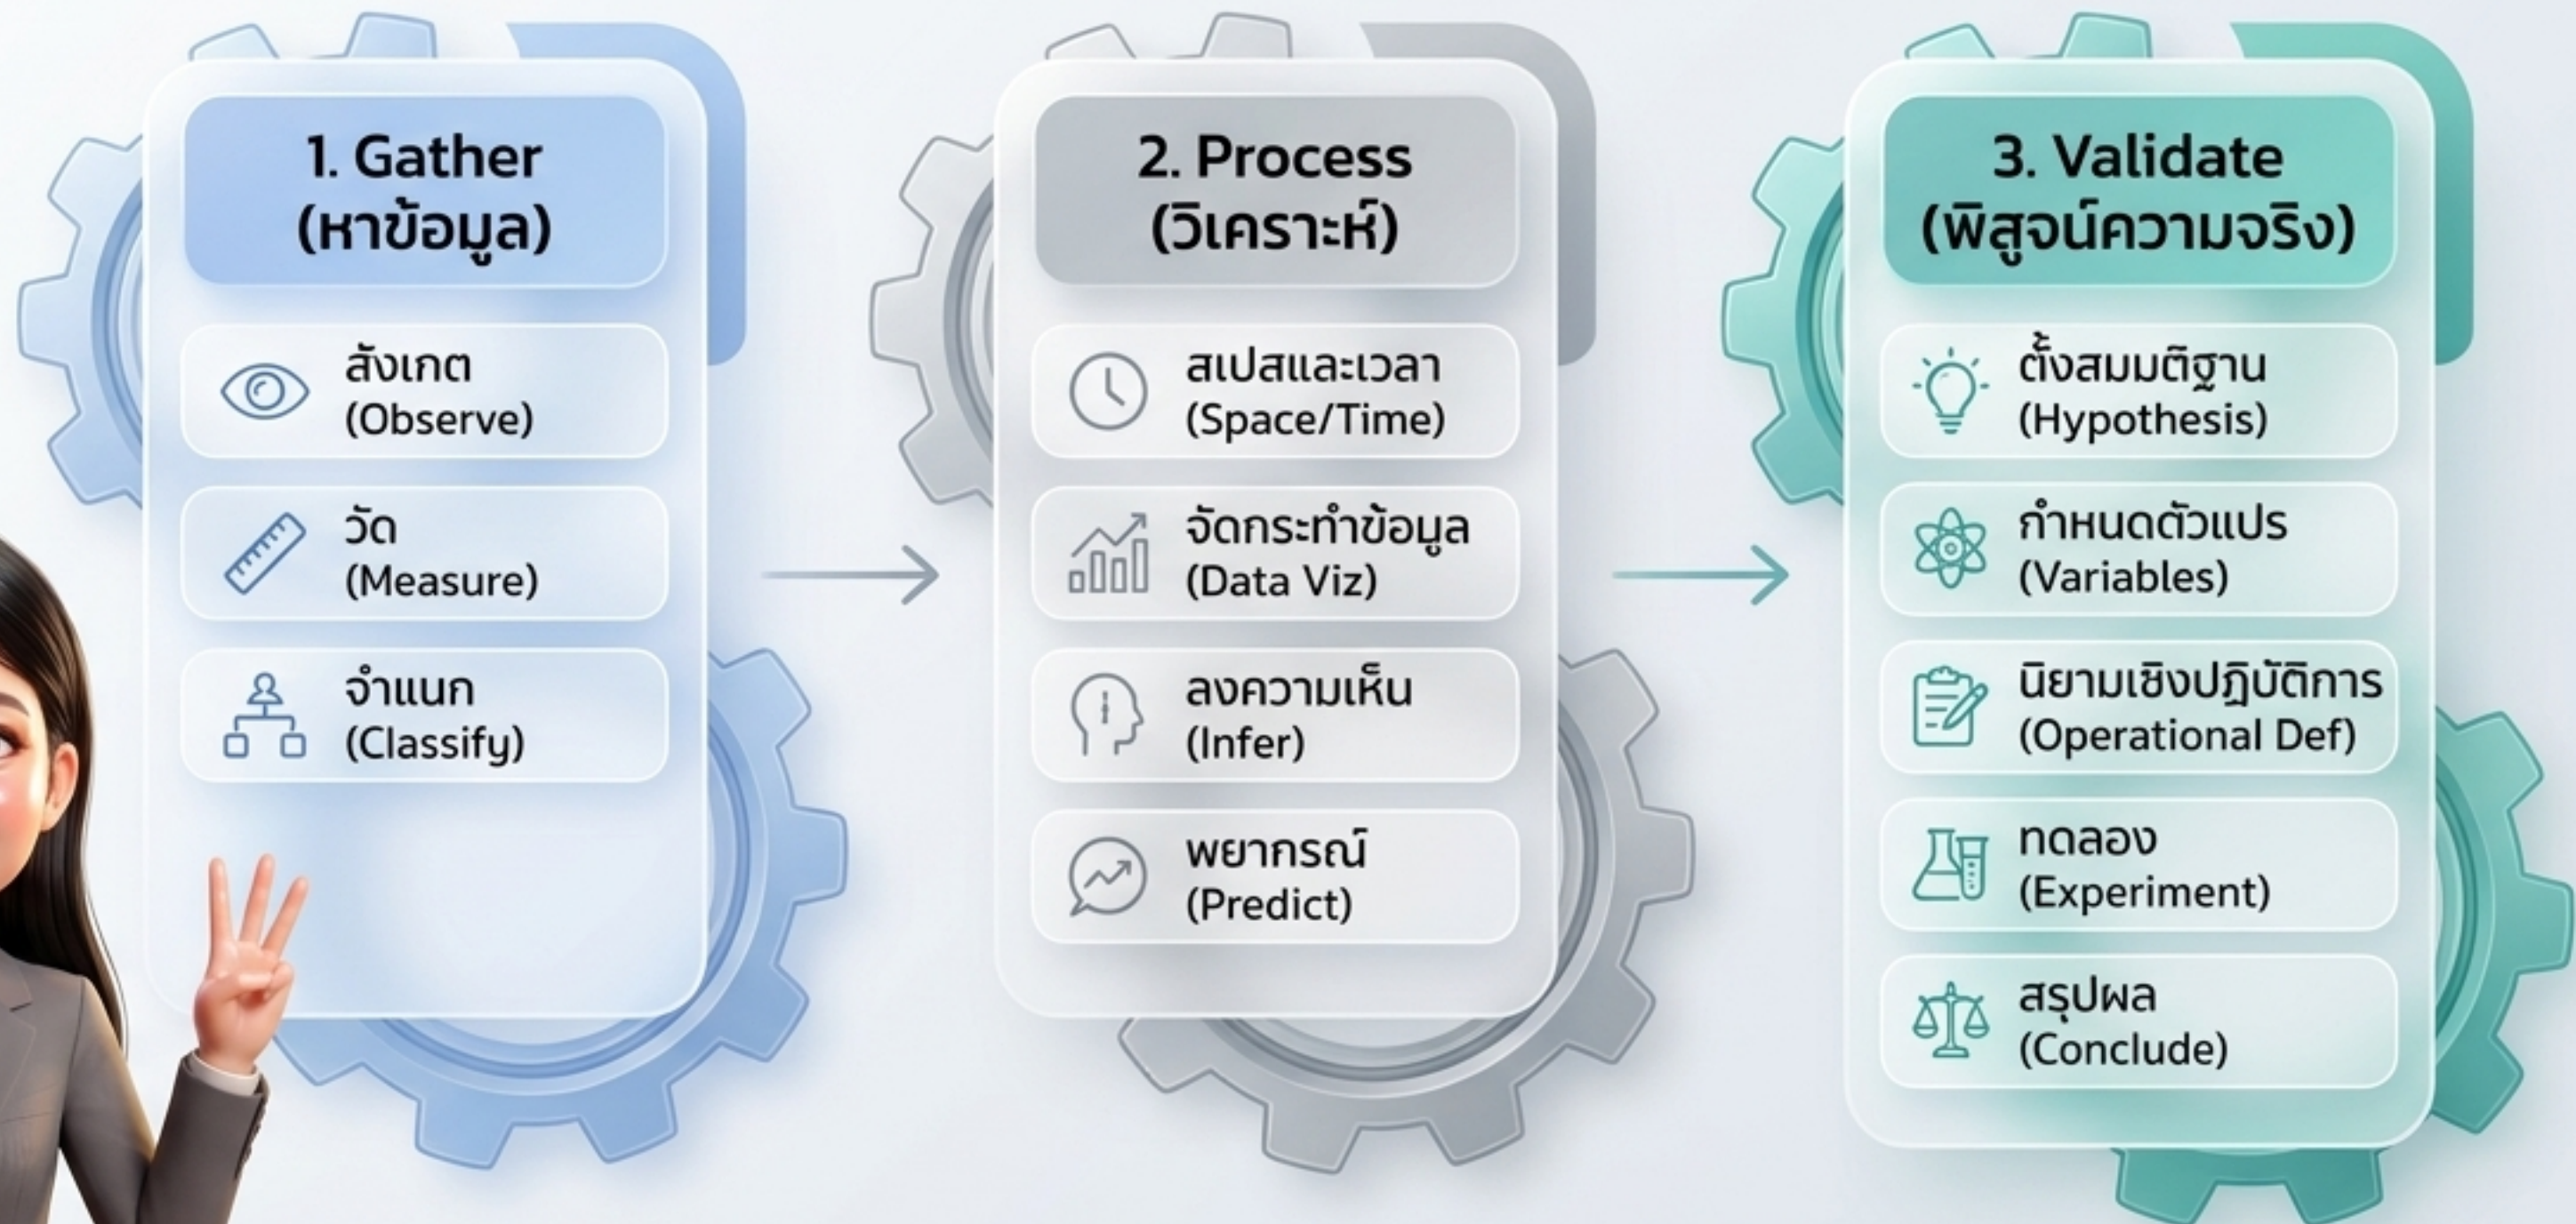 1. Gather
(หาข้อมูล)
สังเกต
(Observe)
วัด
(Measure)
จำแนก
(Classify)
2. Process
(วิเคราะห์)
สเปสและเวลา
(Space/Time)
จัดกระทำข้อมูล
(Data Viz)
ลงความเห็น
(Infer)
พยากรณ์
(Predict)
3. Validate
(พิสูจน์ความจริง)
ตั้งสมมติฐาน
(Hypothesis)
กำหนดตัวแปร
(Variables)
นิยามเชิงปฏิบัติการ
(Operational Def)
ทดลอง
(Experiment)
สรุปผล
(Conclude)